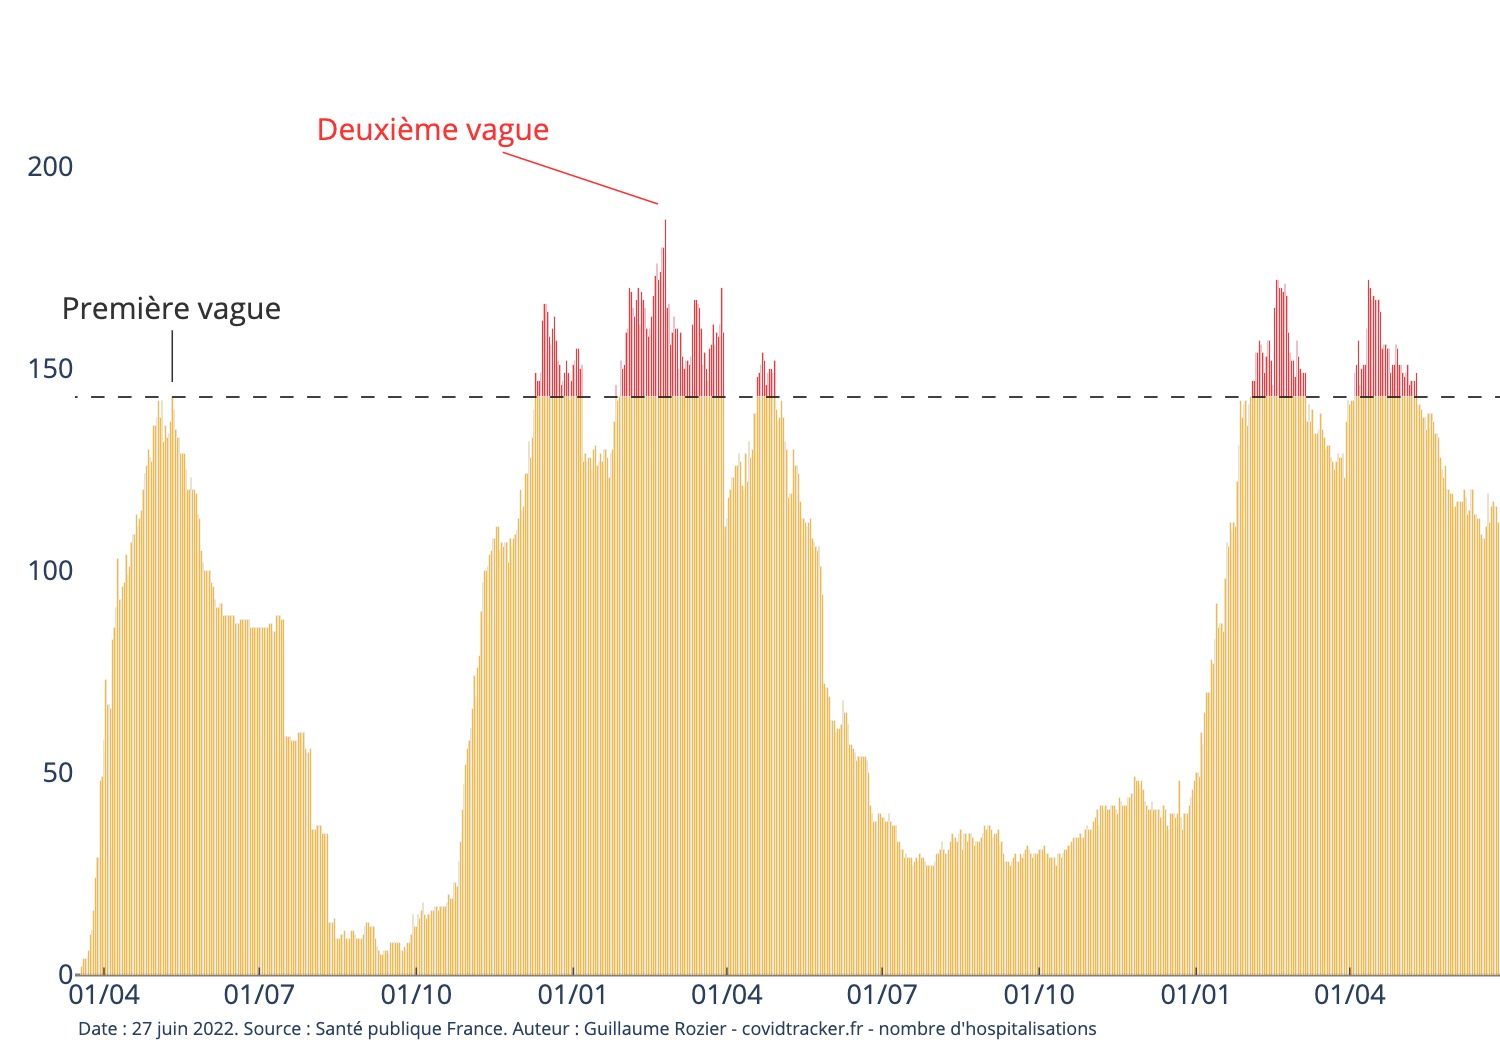 Deuxième vague
200
Première vague
150
100
50
0
01/04 01/07 01/10 01/01 01/04 01/07 01/10 01/01 01/04
Date : 27 juin 2022. Source : Santé publique France. Auteur : Guillaume Rozier - covidtracker.fr - nombre d'hospitalisations